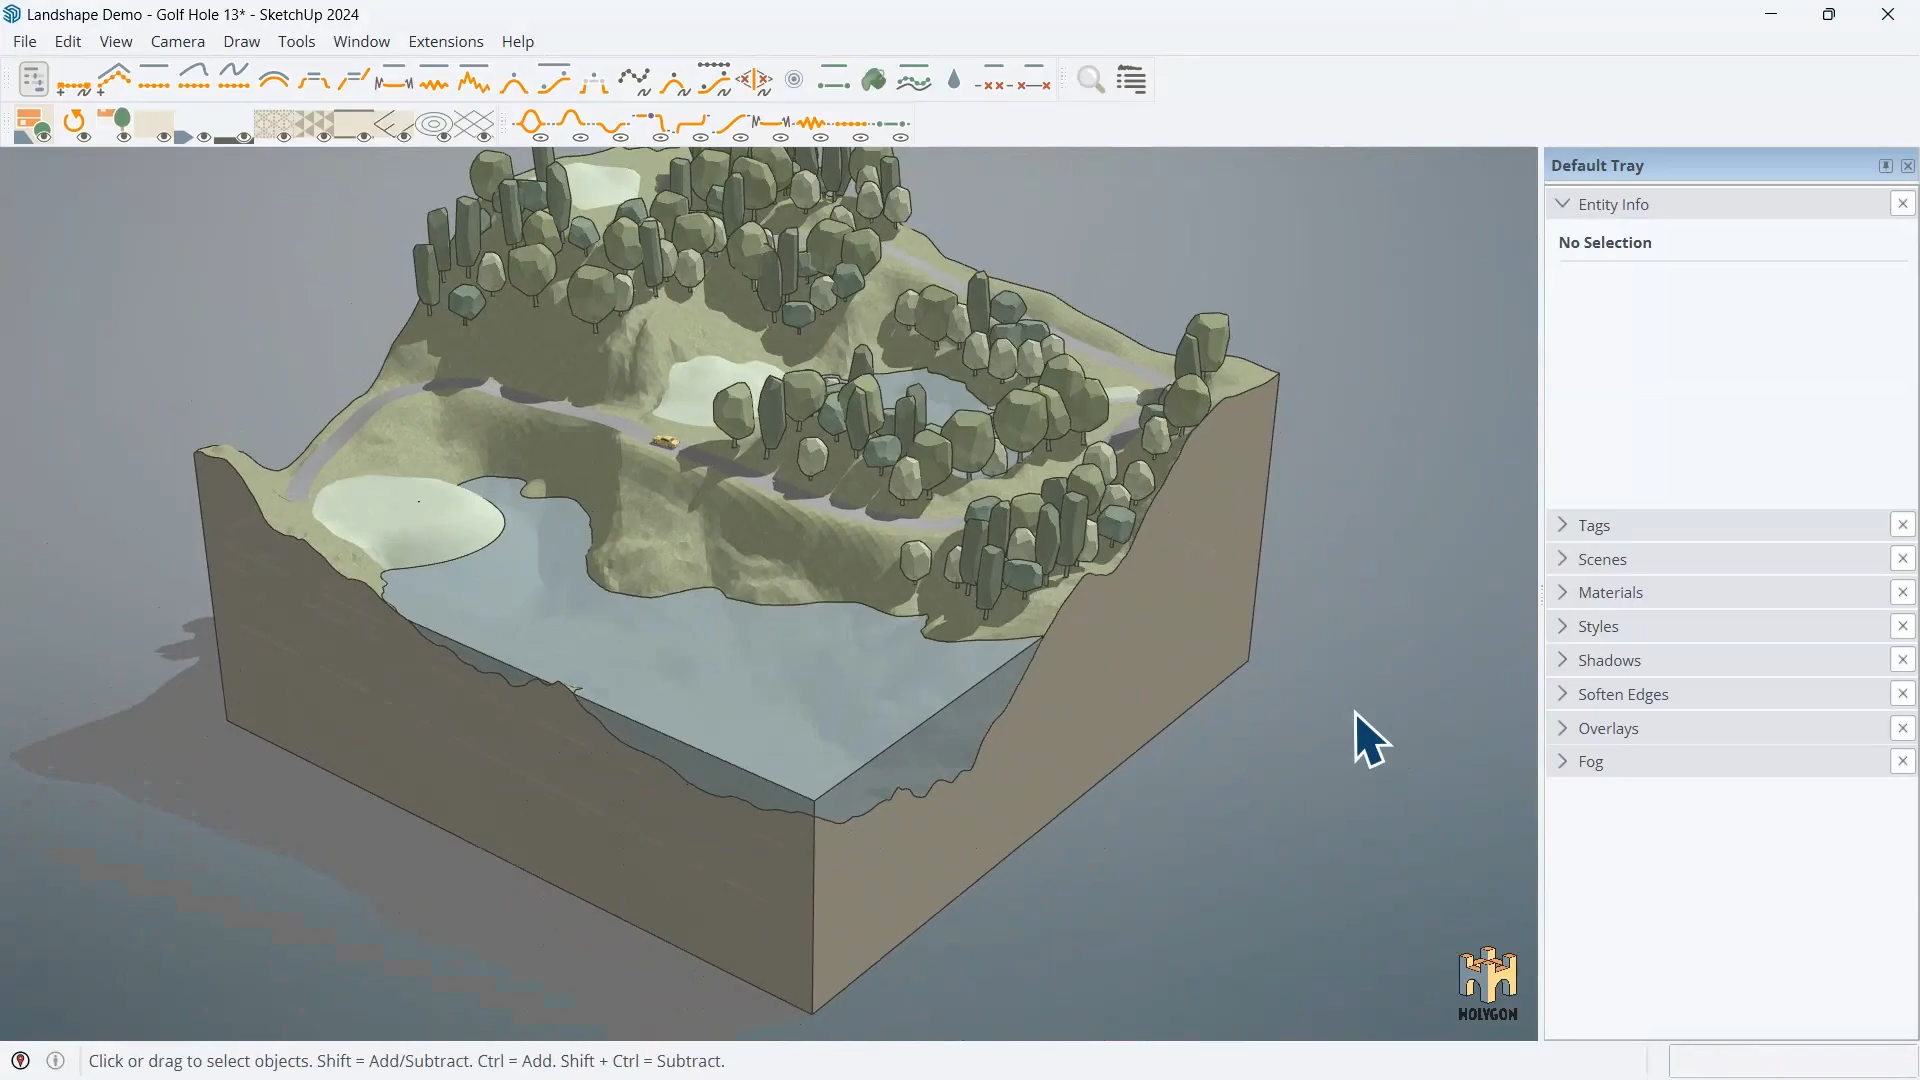 Landshape Demo - Golf Hole 13* - SketchUp 2024
File Edit View Camera Draw Tools Window Extensions Help
Default Tray
Entity Info
No Selection
Tags
Scenes
Materials
Styles
Shadows
Soften Edges
Overlays
Fog
WOLYGON
Click or drag to select objects. Shift = Add/Subtract. Ctrl = Add. Shift + Ctrl = Subtract.